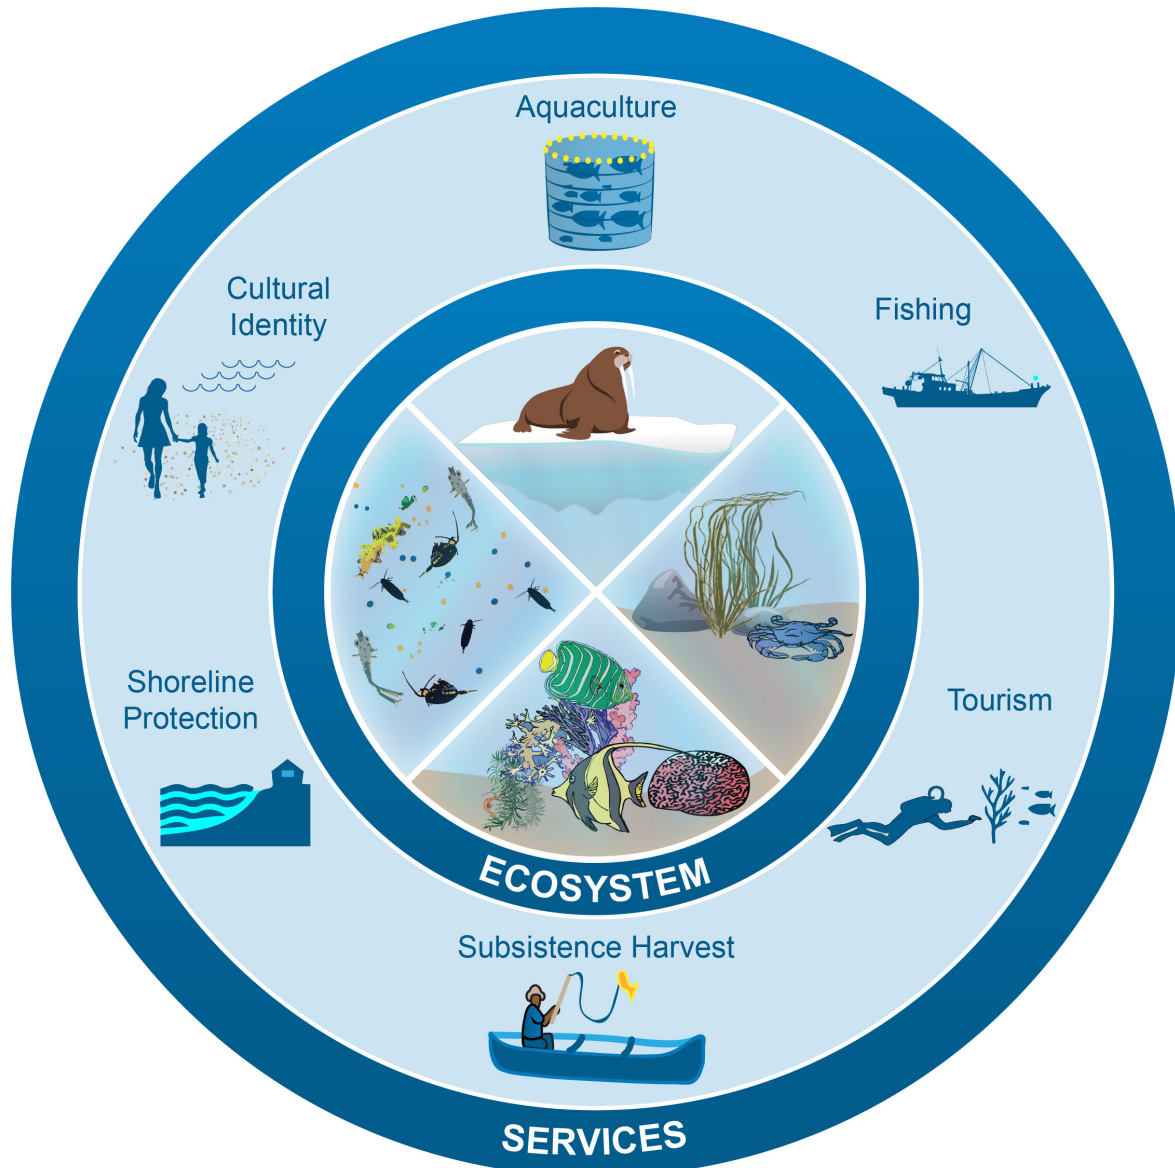 Aquaculture
Cultural
Identity
Fishing
Shoreline
Protection
Tourism
ECOSYSTEM
Subsistence Harvest
SERVICES